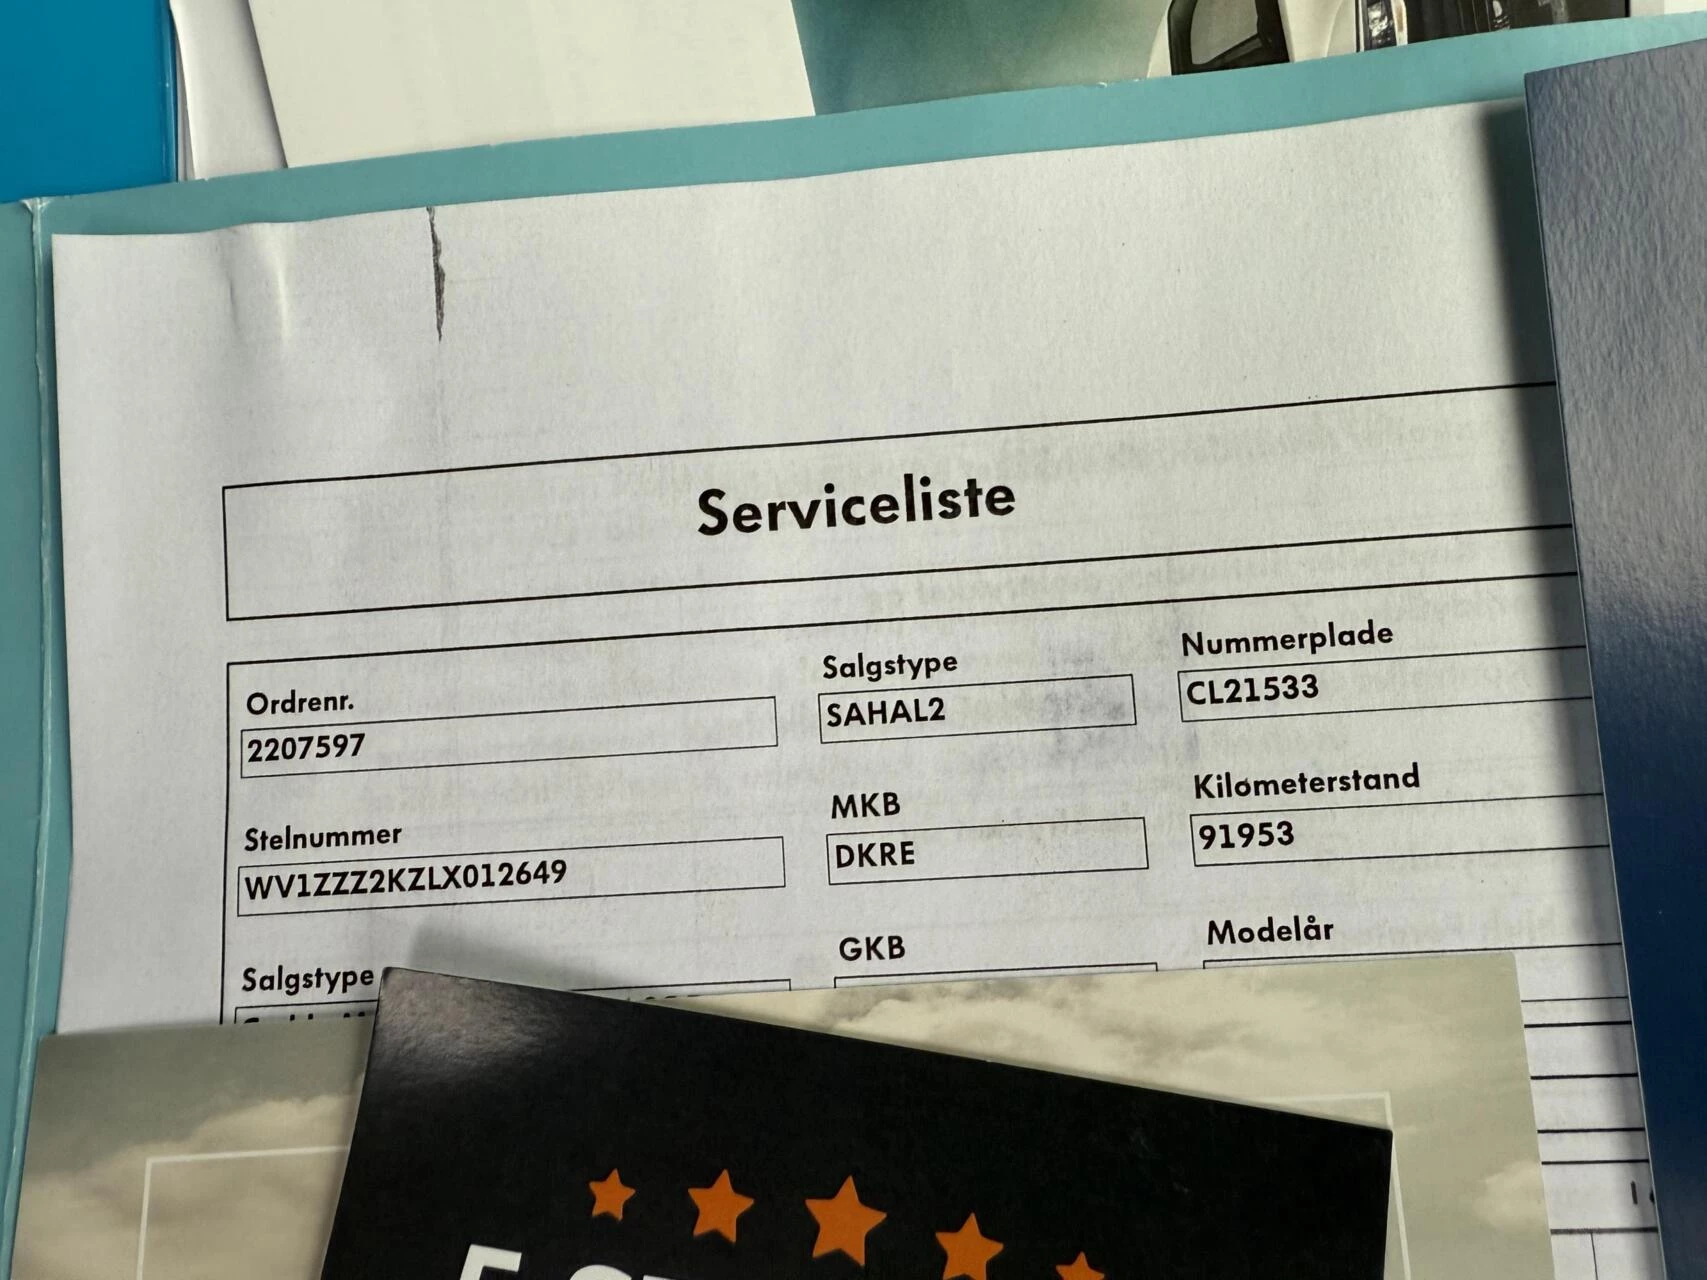 Serviceliste
Ordrenr.
2207597
Salgstype
SAHAL2
Nummerplade
CL21533
Stelnummer
WV1ZZZ2KZLX012649
MKB
DKRE
Kilometerstand
91953
Salgstype
GKB
Modelår